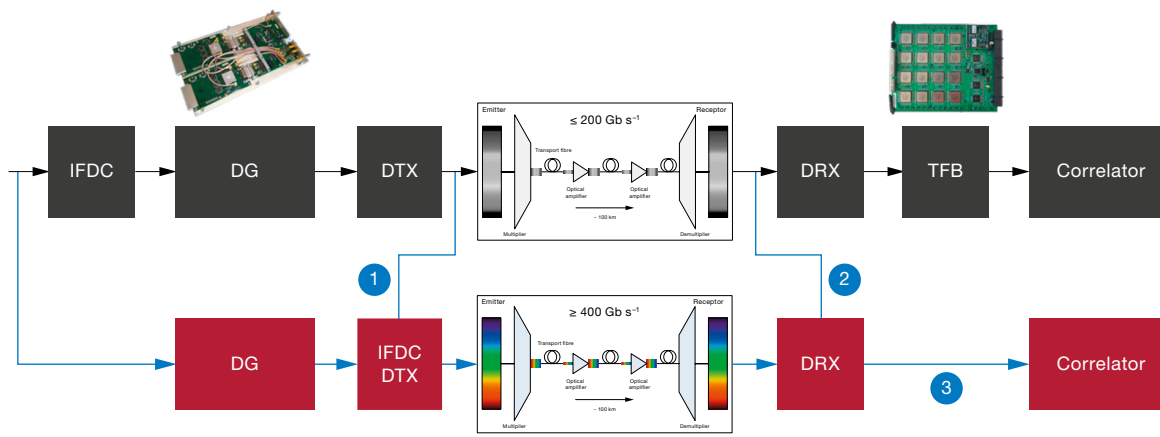 Emitter
Receptor
≤ 200 Gb s⁻¹
Transport fibre
IFDC
DG
DTX
DRX
TFB
Correlator
Optical
amplifier
Optical
amplifier
~ 100 km
Multiplier
Demultiplier
1
2
Emitter
Receptor
≥ 400 Gb s⁻¹
Transport fibre
DG
IFDC
DTX
DRX
Correlator
3
Optical
amplifier
Optical
amplifier
~ 100 km
Multiplier
Demultiplier